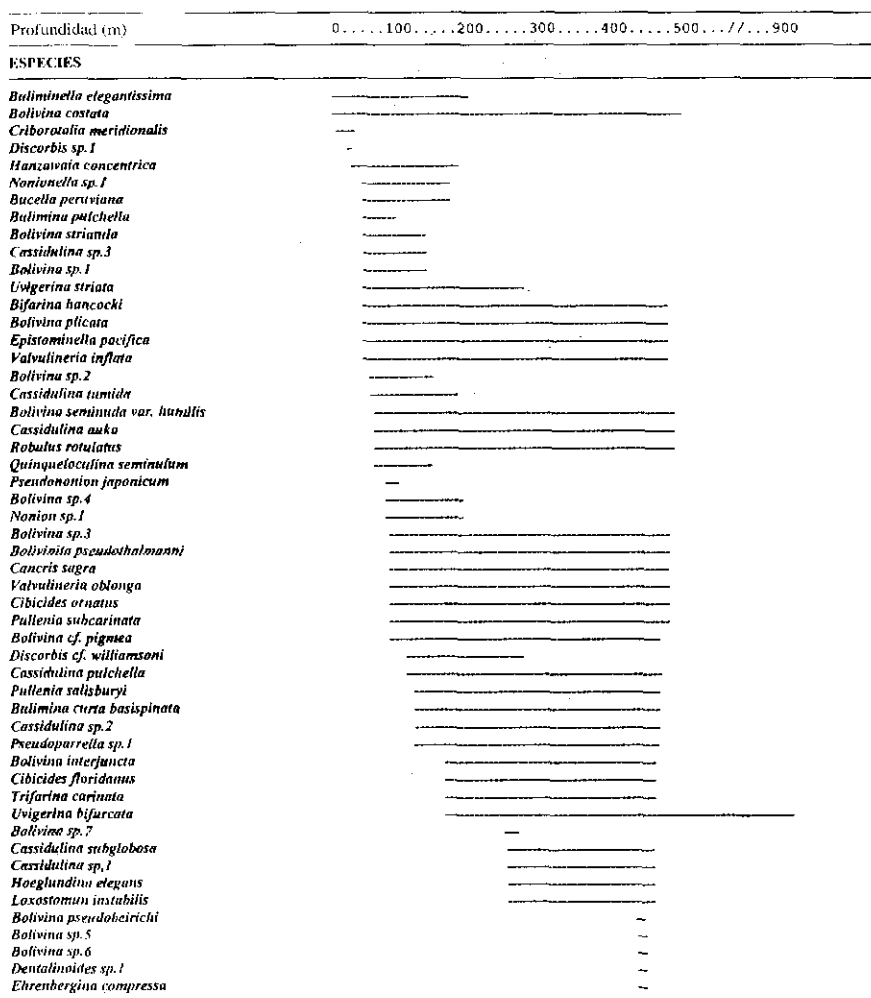 Profundidad (m) 0.....100.....200.....300.....400.....500...//...900
ESPECIES
Buliminella elegantissima
Bolivina costata
Criborotalia meridionalis
Discorbis sp.1
Hanzawaia concentrica
Nonionella sp.1
Bucella peruviana
Bulimina pulchella
Bolivina striatula
Cassidulina sp.3
Bolivina sp.1
Uvigerina striata
Bifarina hancocki
Bolivina plicata
Epistominella pacifica
Valvulineria inflata
Bolivina sp.2
Cassidulina tumida
Bolivina seminuda var. humilis
Cassidulina auka
Robulus rotulatus
Quinqueloculina seminulum
Pseudononion japonicum
Bolivina sp.4
Nonion sp.1
Bolivina sp.3
Bolivinita pseudothalmanni
Cancris sagra
Valvulineria oblonga
Cibicides ornatus
Pullenia subcarinata
Bolivina cf. pigmea
Discorbis cf. williamsoni
Cassidulina pulchella
Pullenia salisburyi
Bulimina curta basispinata
Cassidulina sp.2
Pseudoparrella sp.1
Bolivina interjuncta
Cibicides floridanus
Trifarina carinata
Uvigerina bifurcata
Bolivina sp.7
Cassidulina subglobosa
Cassidulina sp,1
Hoeglundina elegans
Loxostomun instabilis
Bolivina pseudobeirichi
Bolivina sp.5
Bolivina sp.6
Dentalinoides sp.1
Ehrenbergina compressa